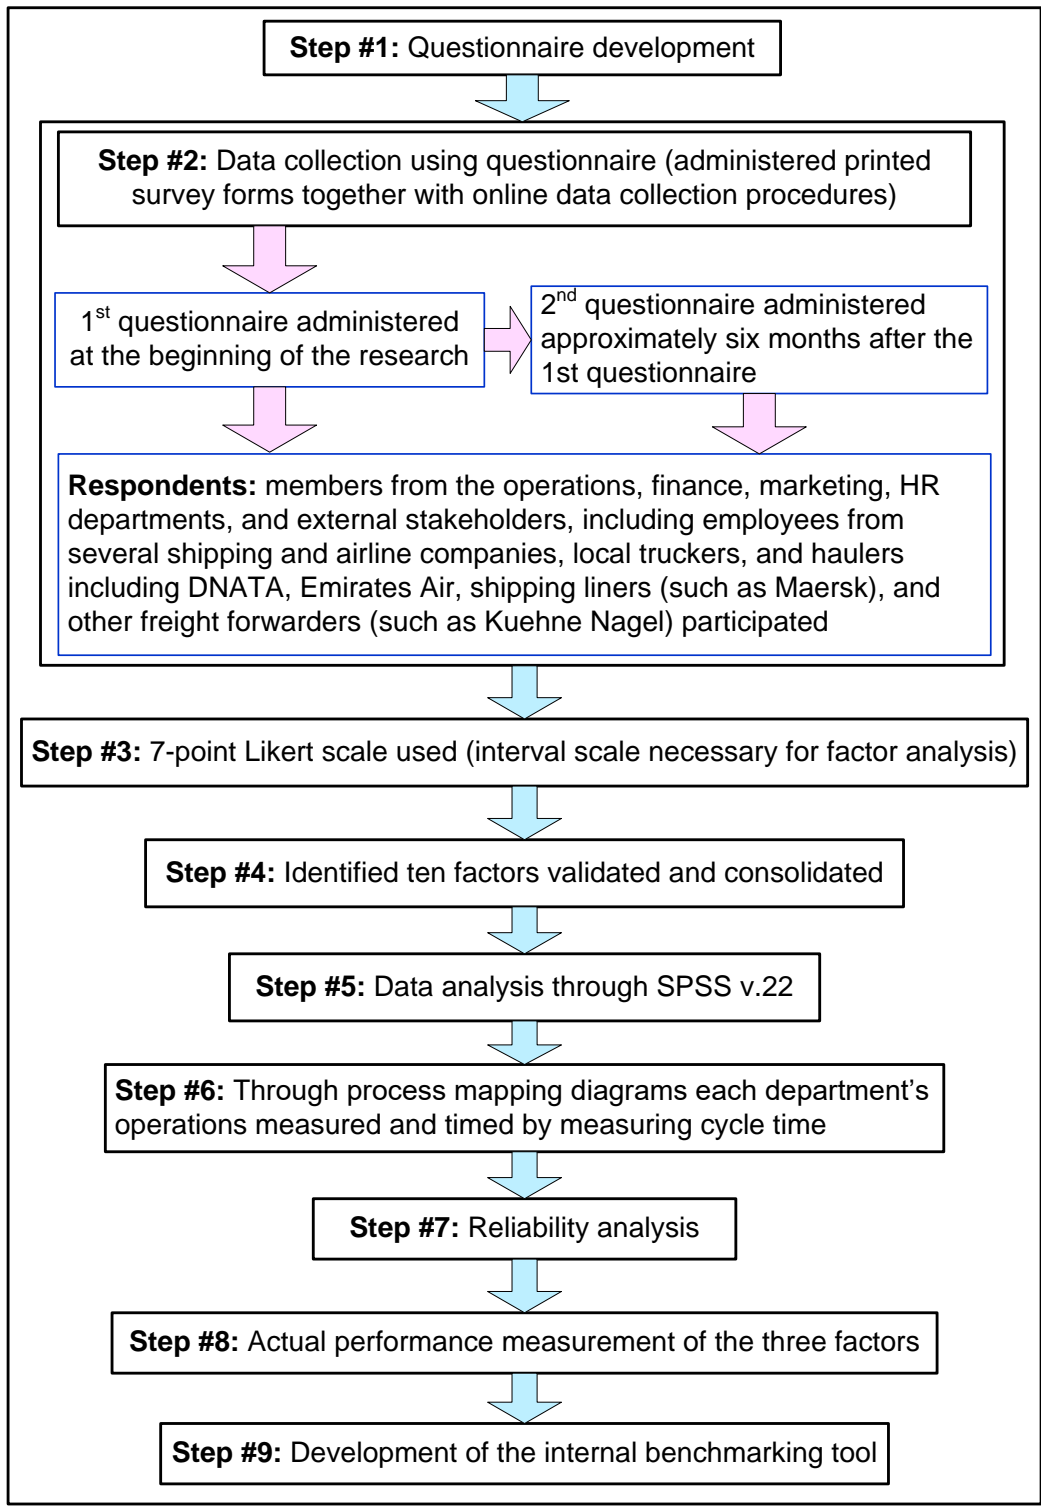 Step #1: Questionnaire development
Step #2: Data collection using questionnaire (administered printed
survey forms together with online data collection procedures)
1st questionnaire administered
at the beginning of the research
2nd questionnaire administered
approximately six months after the
1st questionnaire
Respondents: members from the operations, finance, marketing, HR
departments, and external stakeholders, including employees from
several shipping and airline companies, local truckers, and haulers
including DNATA, Emirates Air, shipping liners (such as Maersk), and
other freight forwarders (such as Kuehne Nagel) participated
Step #3: 7-point Likert scale used (interval scale necessary for factor analysis)
Step #4: Identified ten factors validated and consolidated
Step #5: Data analysis through SPSS v.22
Step #6: Through process mapping diagrams each department’s
operations measured and timed by measuring cycle time
Step #7: Reliability analysis
Step #8: Actual performance measurement of the three factors
Step #9: Development of the internal benchmarking tool